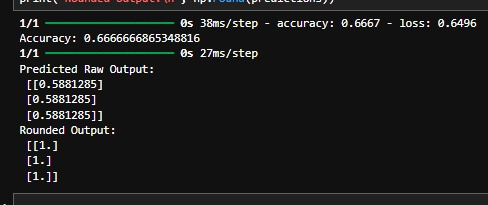 print("Rounded Output:\n", np.round(predictions))
1/1 ━━━━━━━━━━━━━━━━━━━━ 0s 38ms/step - accuracy: 0.6667 - loss: 0.6496
Accuracy: 0.6666666865348816
1/1 ━━━━━━━━━━━━━━━━━━━━ 0s 27ms/step
Predicted Raw Output:
[[0.5881285]
[0.5881285]
[0.5881285]]
Rounded Output:
[[1.]
[1.]
[1.]]